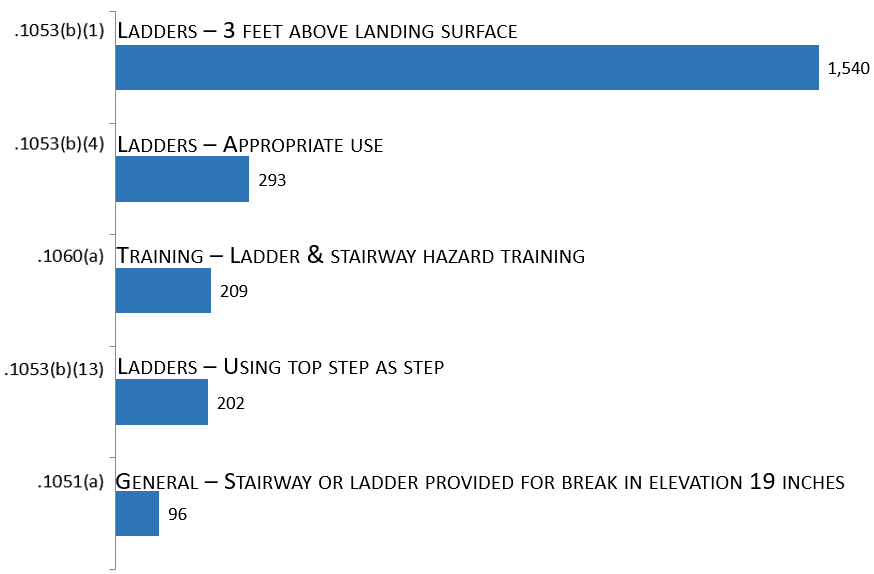 .1053(b)(1) Ladders – 3 feet above landing surface
1,540
.1053(b)(4) Ladders – Appropriate use
293
.1060(a) Training – Ladder & stairway hazard training
209
.1053(b)(13) Ladders – Using top step as step
202
.1051(a) General – Stairway or ladder provided for break in elevation 19 inches
96